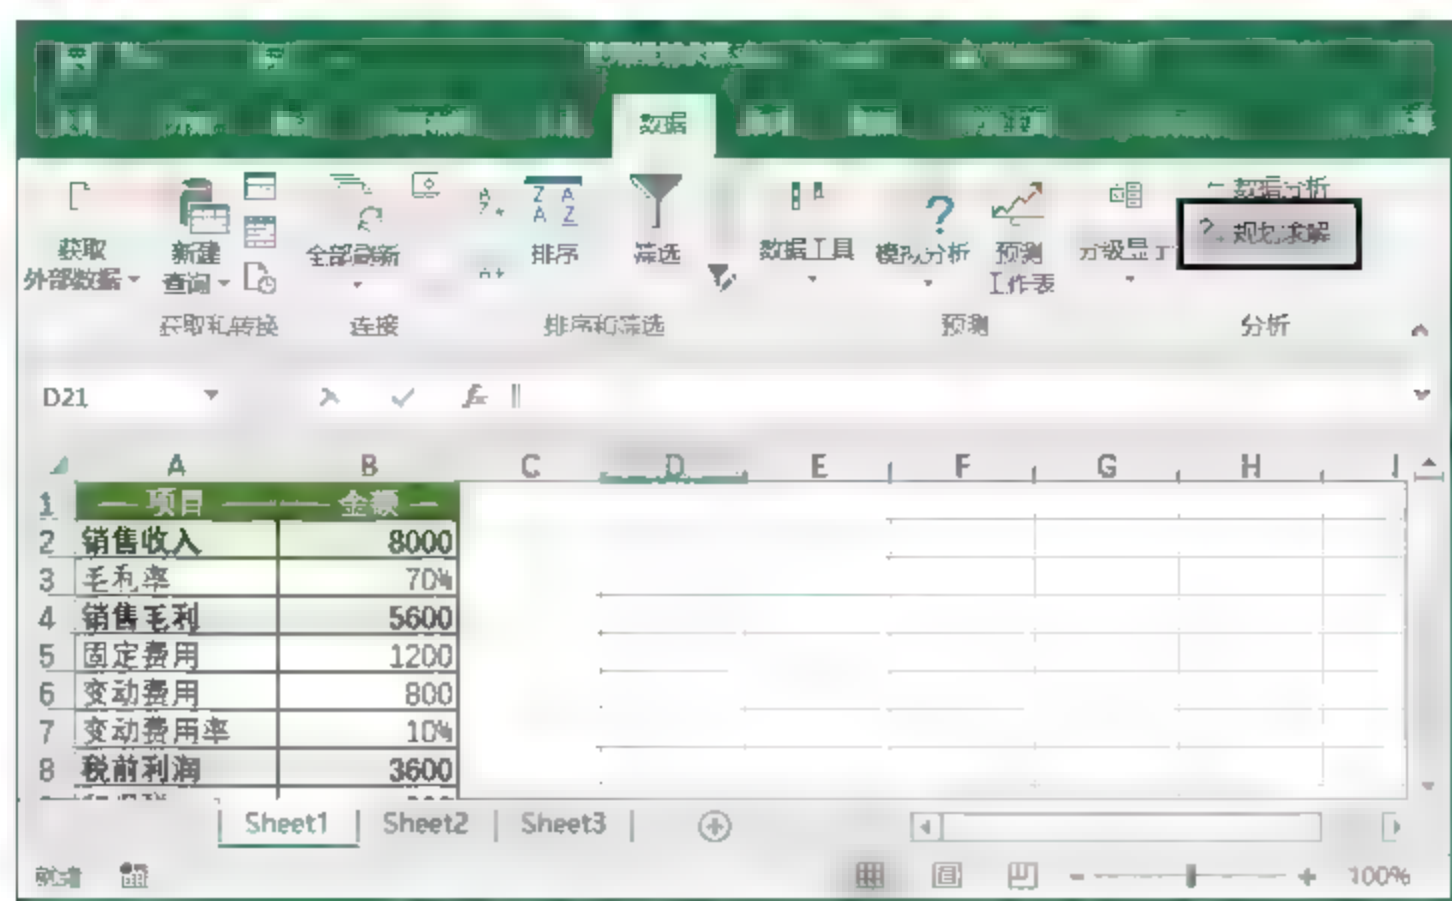 数据
数据分析
规划求解
获取
外部数据
新建
查询
全部刷新
排序
筛选
数据工具
模拟分析
预测
工作表
分级显示
获取和转换
连接
排序和筛选
预测
分析
D21
fx
A B C D E F G H I
1 项目 金额
2 销售收入 8000
3 毛利率 70%
4 销售毛利 5600
5 固定费用 1200
6 变动费用 800
7 变动费用率 10%
8 税前利润 3600
Sheet1 Sheet2 Sheet3
就绪 100%